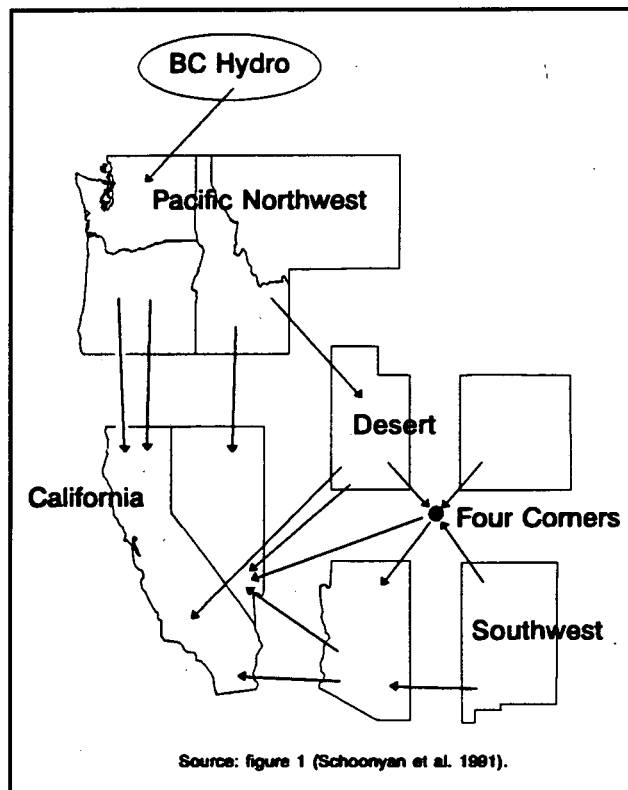 BC Hydro
Pacific Northwest
Desert
California
Four Corners
Southwest
Source: figure 1 (Schoonyan et al. 1991).